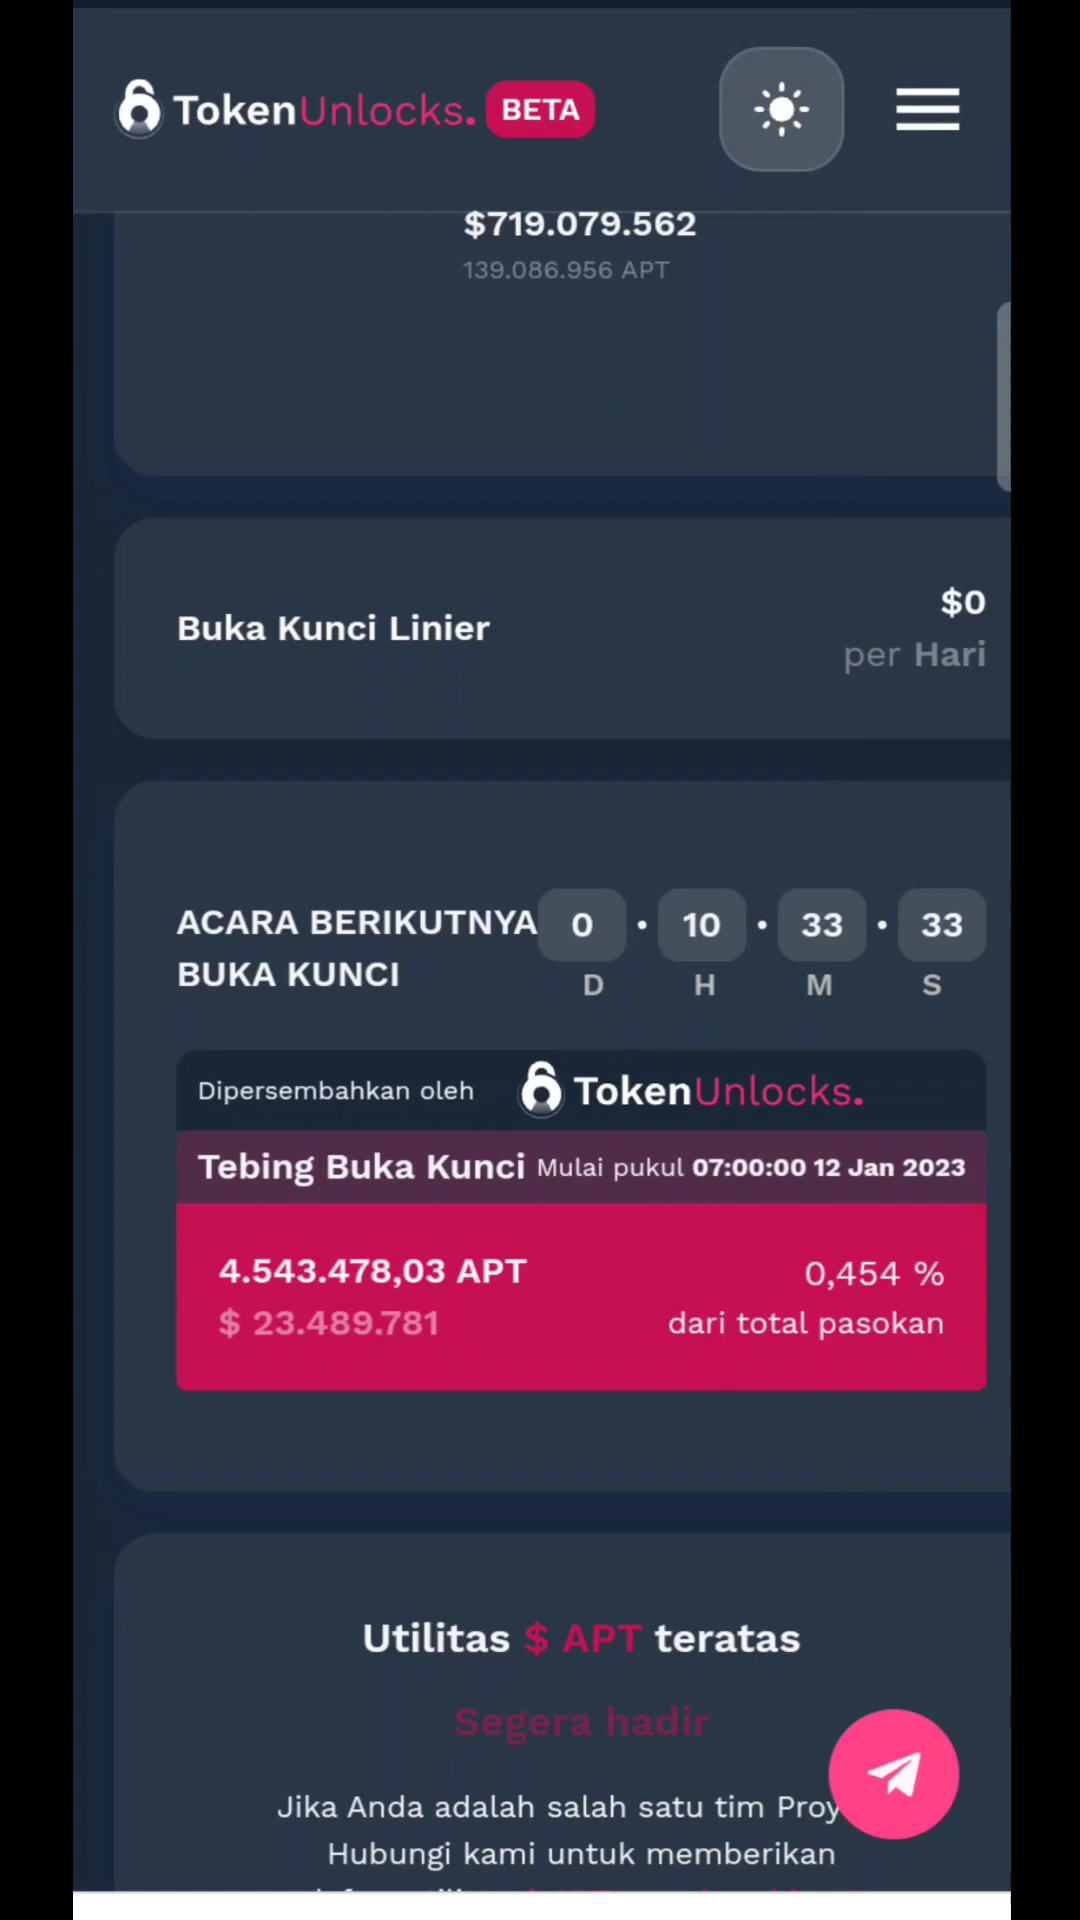 TokenUnlocks. BETA
$719.079.562
139.086.956 APT
Buka Kunci Linier
$0
per Hari
ACARA BERIKUTNYA
BUKA KUNCI
0 • 10 • 33 • 33
D H M S
Dipersembahkan oleh TokenUnlocks.
Tebing Buka Kunci Mulai pukul 07:00:00 12 Jan 2023
4.543.478,03 APT
$ 23.489.781
0,454 %
dari total pasokan
Utilitas $ APT teratas
Segera hadir
Jika Anda adalah salah satu tim
Hubungi kami untuk memberikan